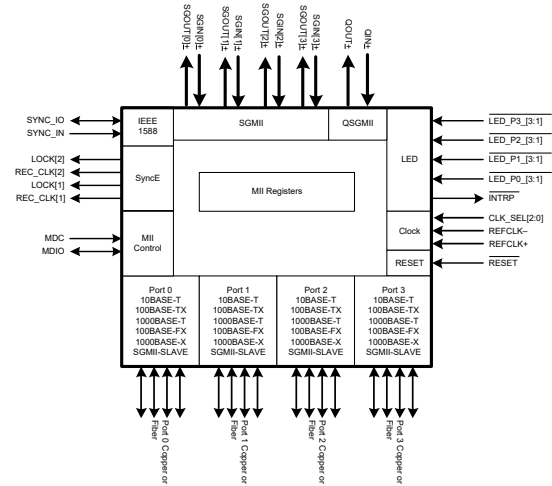 SGOUT[0]±
SGIN[0]±
SGOUT[1]±
SGIN[1]±
SGOUT[2]±
SGIN[2]±
SGOUT[3]±
SGIN[3]±
QOUT±
QIN±
SYNC_IO
SYNC_IN
LOCK[2]
REC_CLK[2]
LOCK[1]
REC_CLK[1]
MDC
MDIO
IEEE
1588
SGMII
QSGMII
SyncE
MII Registers
LED
MII
Control
Clock
RESET
LED_P3_[3:1]
LED_P2_[3:1]
LED_P1_[3:1]
LED_P0_[3:1]
INTRP
CLK_SEL[2:0]
REFCLK–
REFCLK+
RESET
Port 0
10BASE-T
100BASE-TX
1000BASE-T
100BASE-FX
1000BASE-X
SGMII-SLAVE
Port 1
10BASE-T
100BASE-TX
1000BASE-T
100BASE-FX
1000BASE-X
SGMII-SLAVE
Port 2
10BASE-T
100BASE-TX
1000BASE-T
100BASE-FX
1000BASE-X
SGMII-SLAVE
Port 3
10BASE-T
100BASE-TX
1000BASE-T
100BASE-FX
1000BASE-X
SGMII-SLAVE
Port 0 Copper or
Fiber
Port 1 Copper or
Fiber
Port 2 Copper or
Fiber
Port 3 Copper or
Fiber